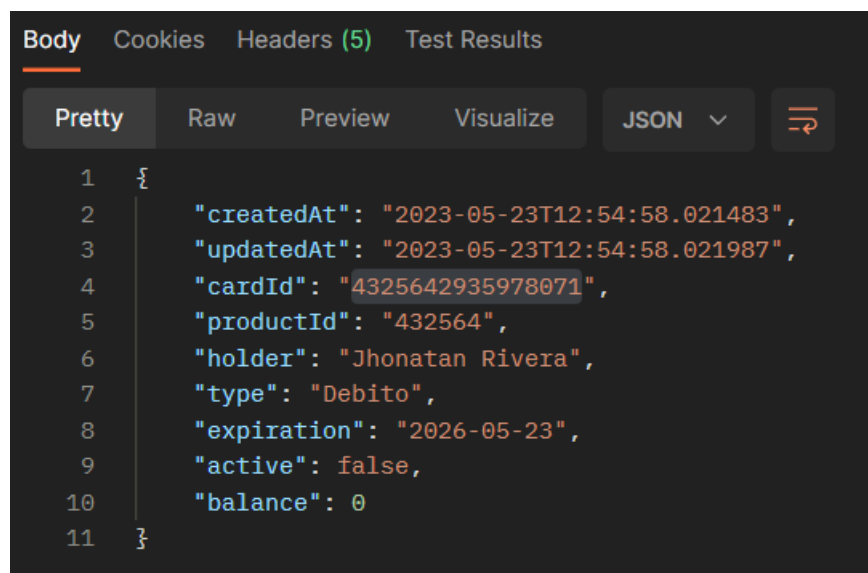 Body Cookies Headers (5) Test Results
Pretty Raw Preview Visualize JSON
1 {
2 "createdAt": "2023-05-23T12:54:58.021483",
3 "updatedAt": "2023-05-23T12:54:58.021987",
4 "cardId": "4325642935978071",
5 "productId": "432564",
6 "holder": "Jhonatan Rivera",
7 "type": "Debito",
8 "expiration": "2026-05-23",
9 "active": false,
10 "balance": 0
11 }